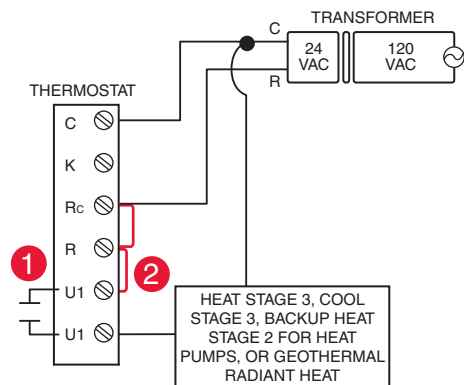 TRANSFORMER
C
24
VAC
120
VAC
R
THERMOSTAT
C
K
Rc
R
1
2
U1
U1
HEAT STAGE 3, COOL
STAGE 3, BACKUP HEAT
STAGE 2 FOR HEAT
PUMPS, OR GEOTHERMAL
RADIANT HEAT